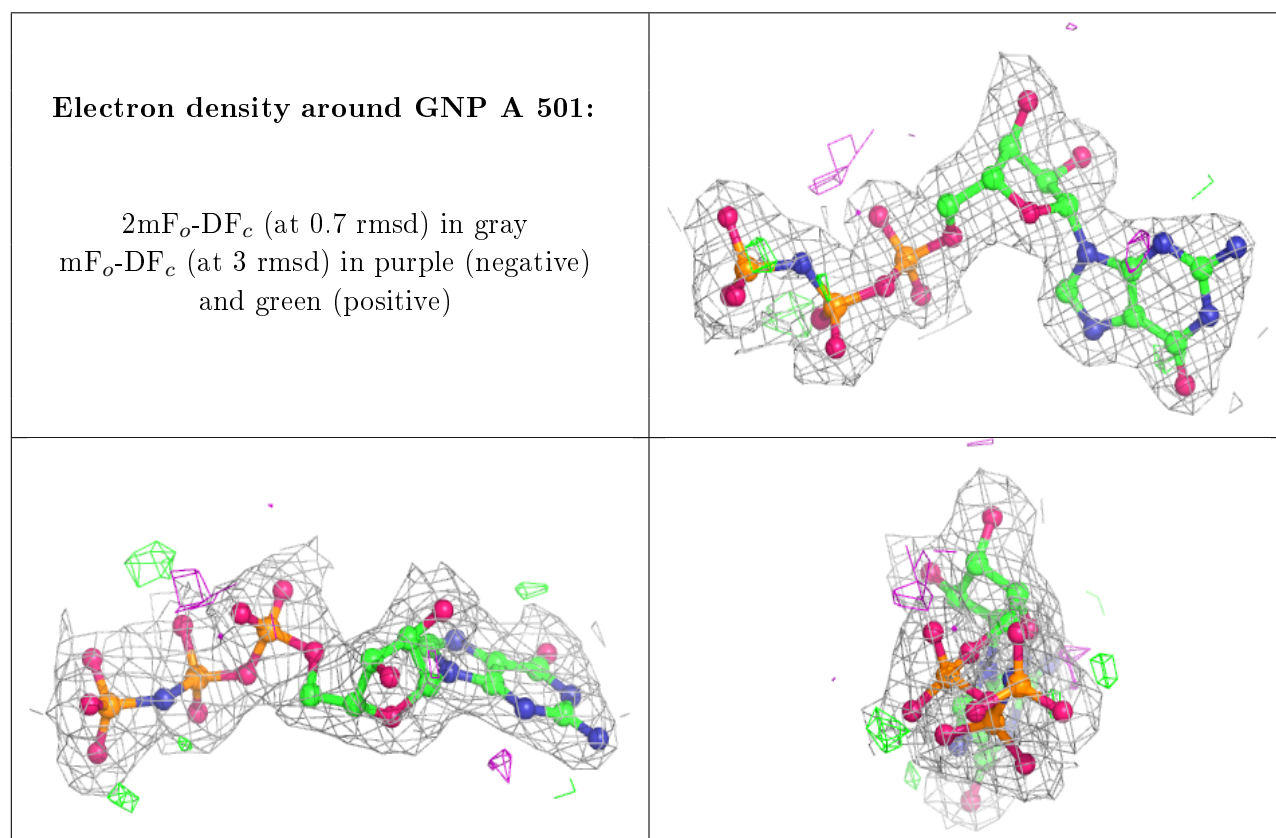 Electron density around GNP A 501:
2mF_o-DF_c (at 0.7 rmsd) in gray
mF_o-DF_c (at 3 rmsd) in purple (negative)
and green (positive)